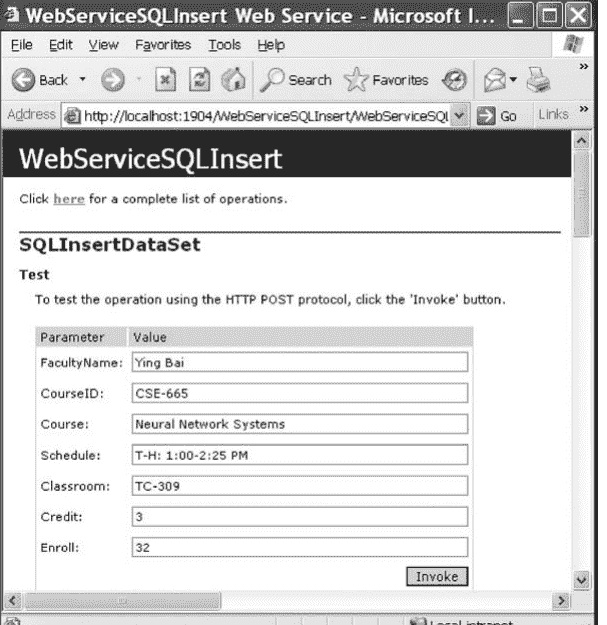 WebServiceSQLInsert Web Service - Microsoft I...
File Edit View Favorites Tools Help
Back Search Favorites »
Address http://localhost:1904/WebServiceSQLInsert/WebServiceSQL Go Links »
WebServiceSQLInsert
Click here for a complete list of operations.
SQLInsertDataSet
Test
To test the operation using the HTTP POST protocol, click the 'Invoke' button.
Parameter Value
FacultyName: Ying Bai
CourseID: CSE-665
Course: Neural Network Systems
Schedule: T-H: 1:00-2:25 PM
Classroom: TC-309
Credit: 3
Enroll: 32
Invoke
Local intranet